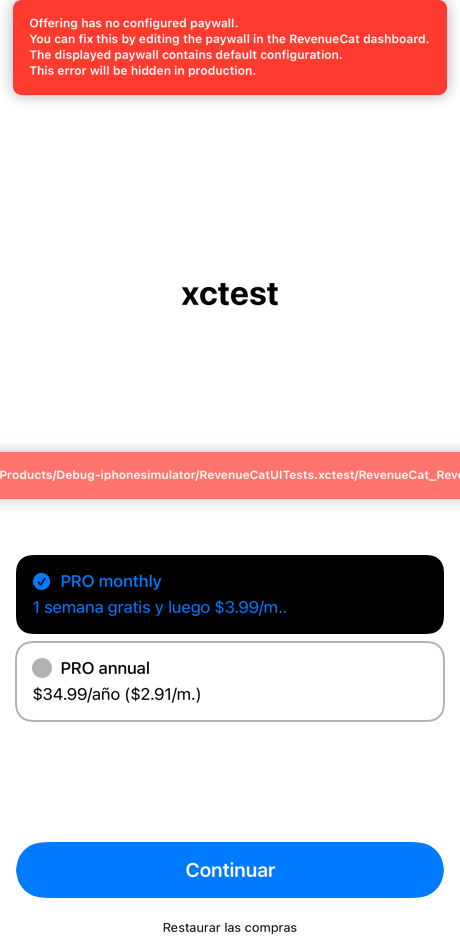 Offering has no configured paywall.
You can fix this by editing the paywall in the RevenueCat dashboard.
The displayed paywall contains default configuration.
This error will be hidden in production.
xctest
Products/Debug-iphonesimulator/RevenueCatUITests.xctest/RevenueCat_Reve
PRO monthly
1 semana gratis y luego $3.99/m..
PRO annual
$34.99/año ($2.91/m.)
Continuar
Restaurar las compras